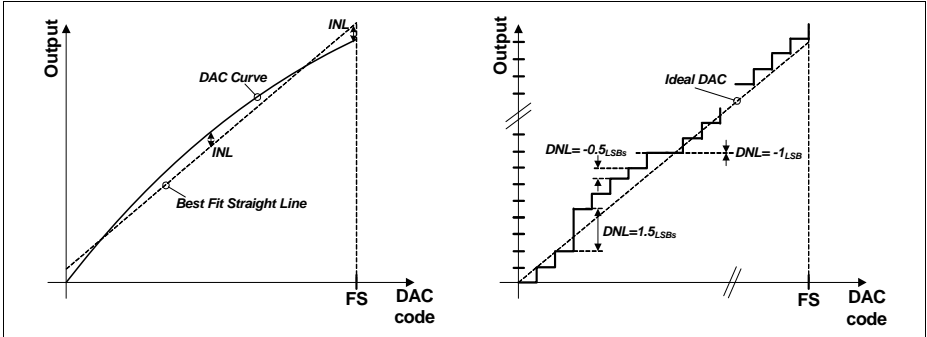 Output
INL
DAC Curve
INL
Best Fit Straight Line
FS
DAC
code
Output
Ideal DAC
DNL= -0.5LSBs
DNL= -1LSB
DNL=1.5LSBs
FS
DAC
code